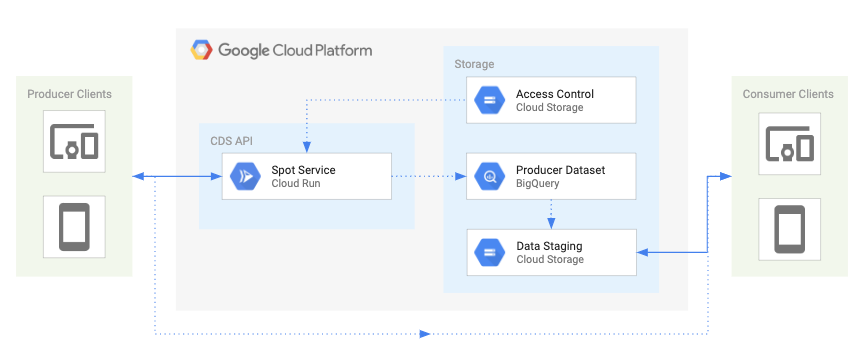 Google Cloud Platform
Storage
Producer Clients
Access Control
Cloud Storage
Consumer Clients
CDS API
Spot Service
Cloud Run
Producer Dataset
BigQuery
Data Staging
Cloud Storage